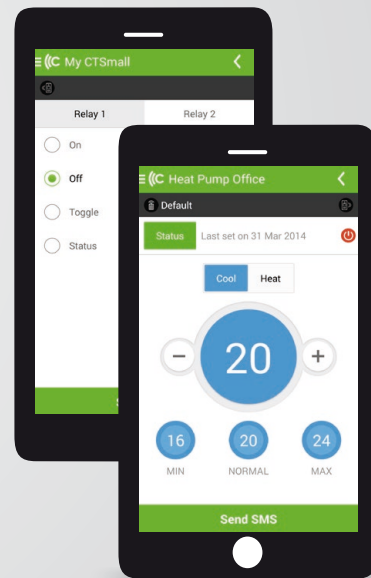 My CTSmall
Relay 1 Relay 2
On
Off
Toggle
Status
Heat Pump Office
Default
Status Last set on 31 Mar 2014
Cool Heat
20
16 20 24
MIN NORMAL MAX
Send SMS